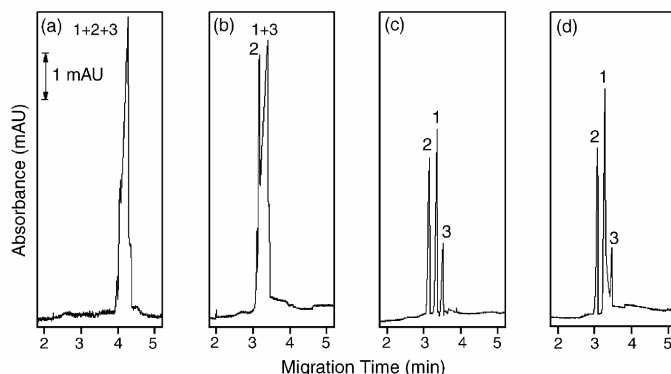 (a)
1+2+3
1 mAU
2 3 4 5
(b)
1+3
2
2 3 4 5
(c)
1
2
3
2 3 4 5
(d)
1
2
3
2 3 4 5
Absorbance (mAU)
Migration Time (min)